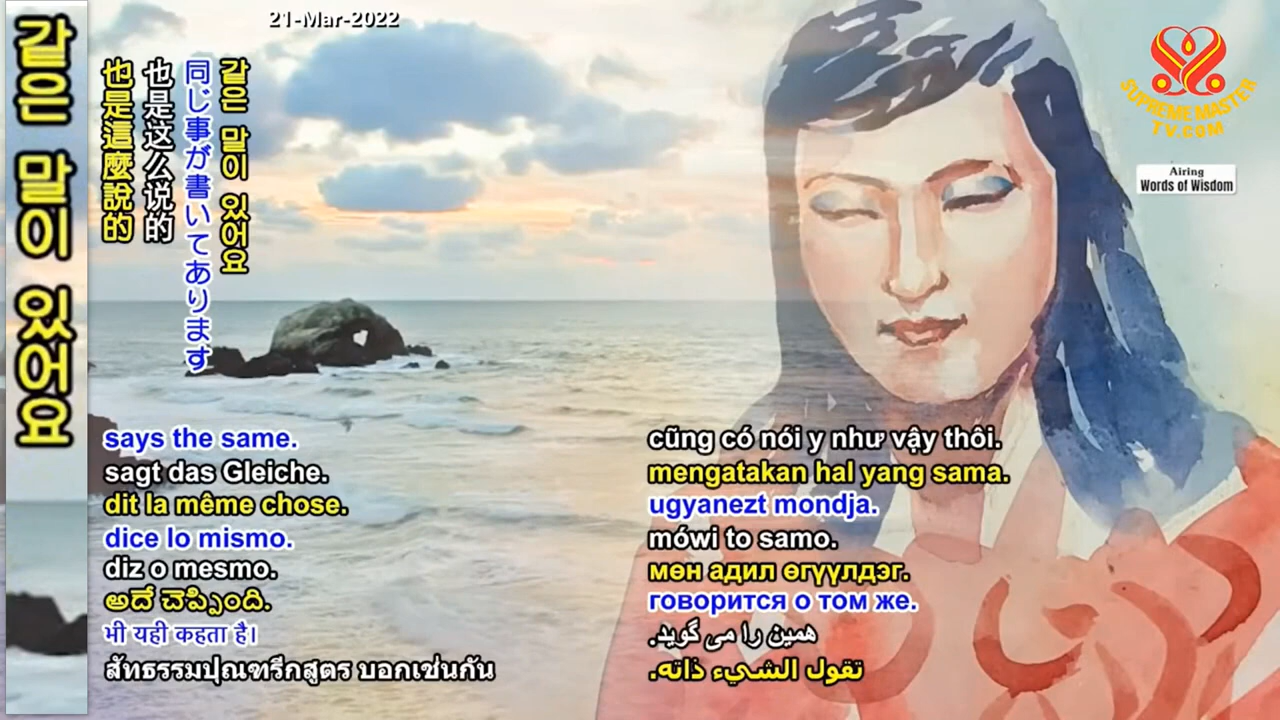 21-Mar-2022
같은 말이 있어요
也是這麼說的
也是这么说的
同じ事が書いてあります
같은 말이 있어요
SUPREME MASTER
TV.COM
Airing
Words of Wisdom
says the same.
sagt das Gleiche.
dit la même chose.
dice lo mismo.
diz o mesmo.
అదే చెప్పింది.
भी यही कहता है।
สัทธรรมปุณฑรีกสูตร บอกเช่นกัน
cũng có nói y như vậy thôi.
mengatakan hal yang sama.
ugyanezt mondja.
mówi to samo.
мөн адил өгүүлдэг.
говорится о том же.
همین را می گوید.
تقول الشيء ذاته.